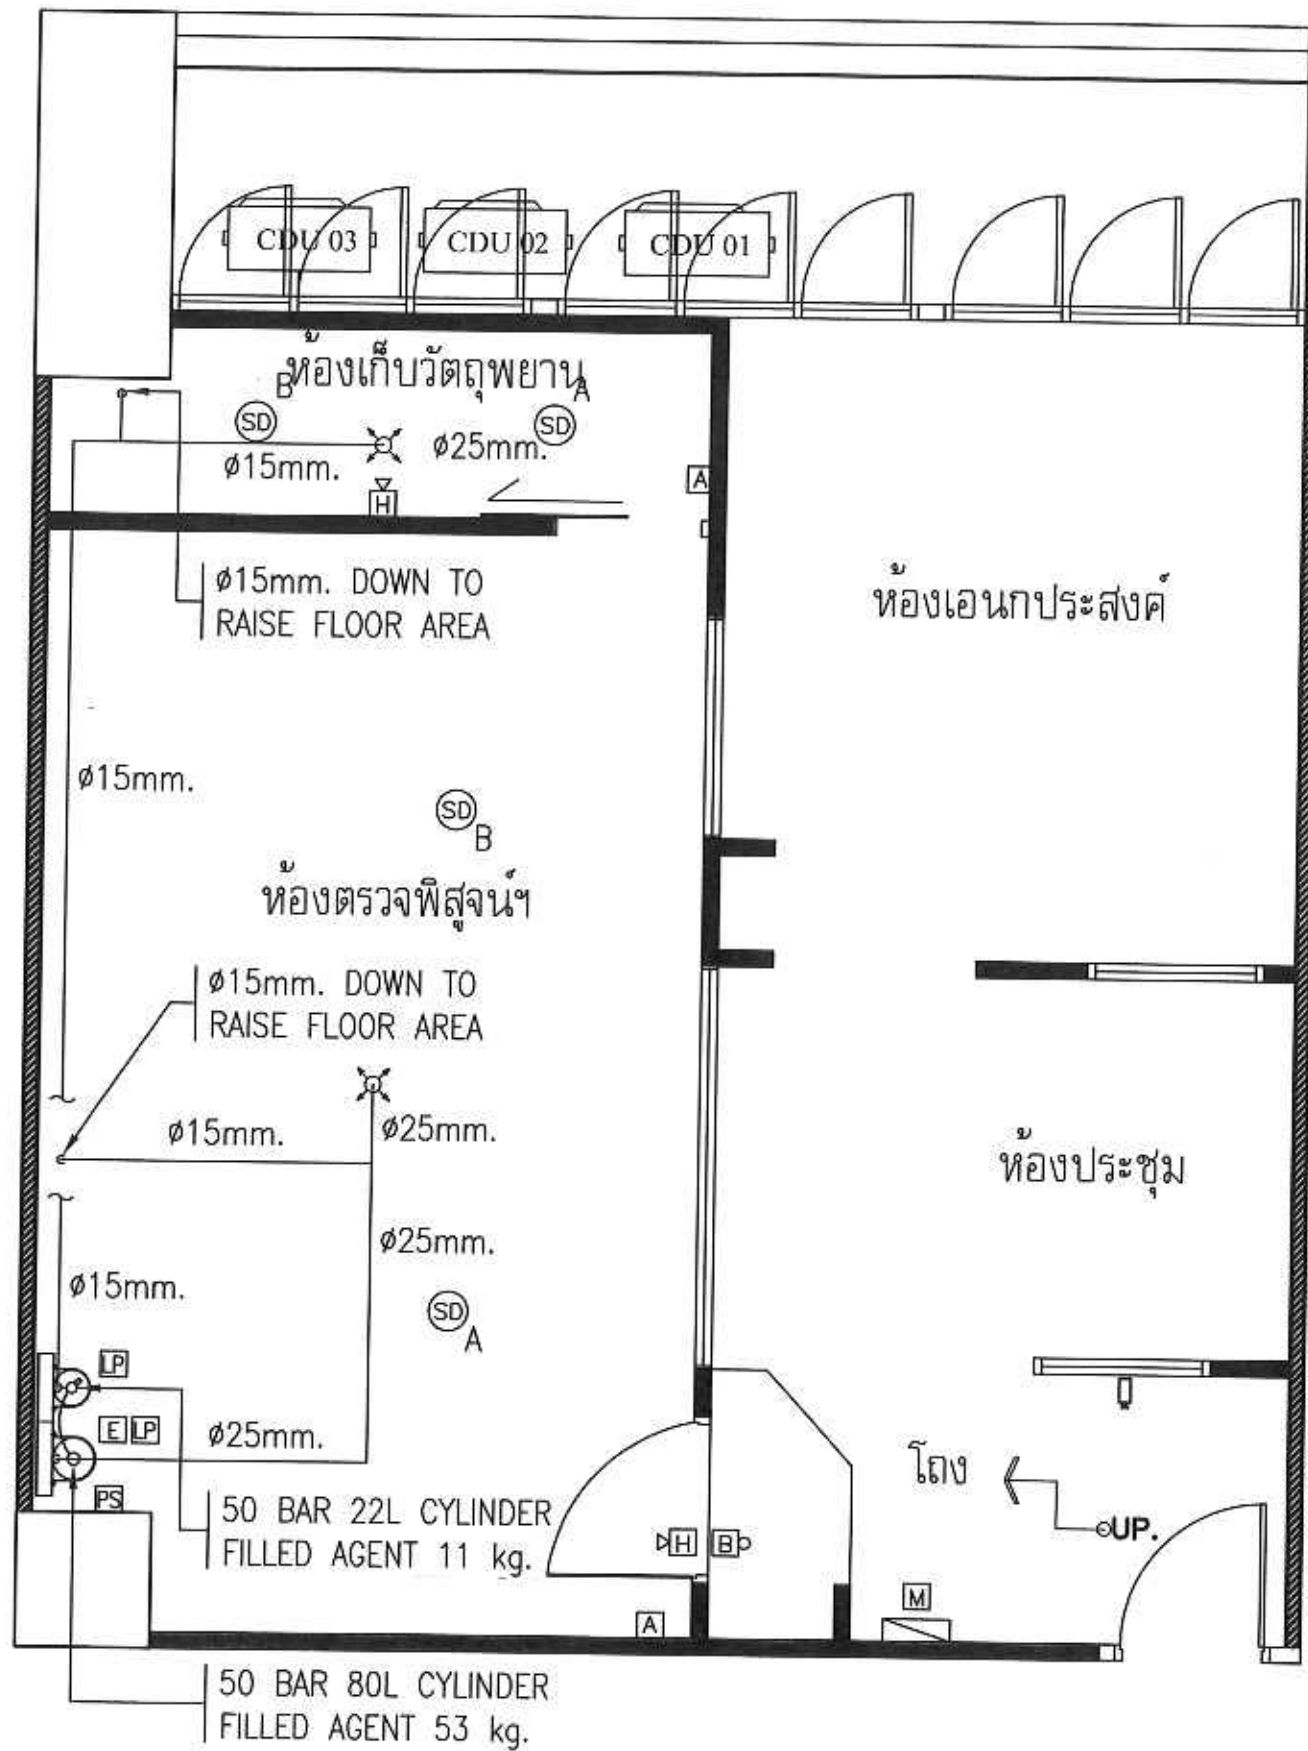 CDU 03
CDU 02
CDU 01
ห้องเก็บวัตถุพยาน
B
A
SD
SD
ø15mm.
ø25mm.
H
A
ø15mm. DOWN TO
RAISE FLOOR AREA
ห้องเอนกประสงค์
ø15mm.
SD
B
ห้องตรวจพิสูจน์ฯ
ø15mm. DOWN TO
RAISE FLOOR AREA
ø15mm.
ø25mm.
ห้องประชุม
ø25mm.
ø15mm.
SD
A
LP
E
LP
ø25mm.
PS
50 BAR 22L CYLINDER
FILLED AGENT 11 kg.
โถง
UP.
H
B
A
M
50 BAR 80L CYLINDER
FILLED AGENT 53 kg.